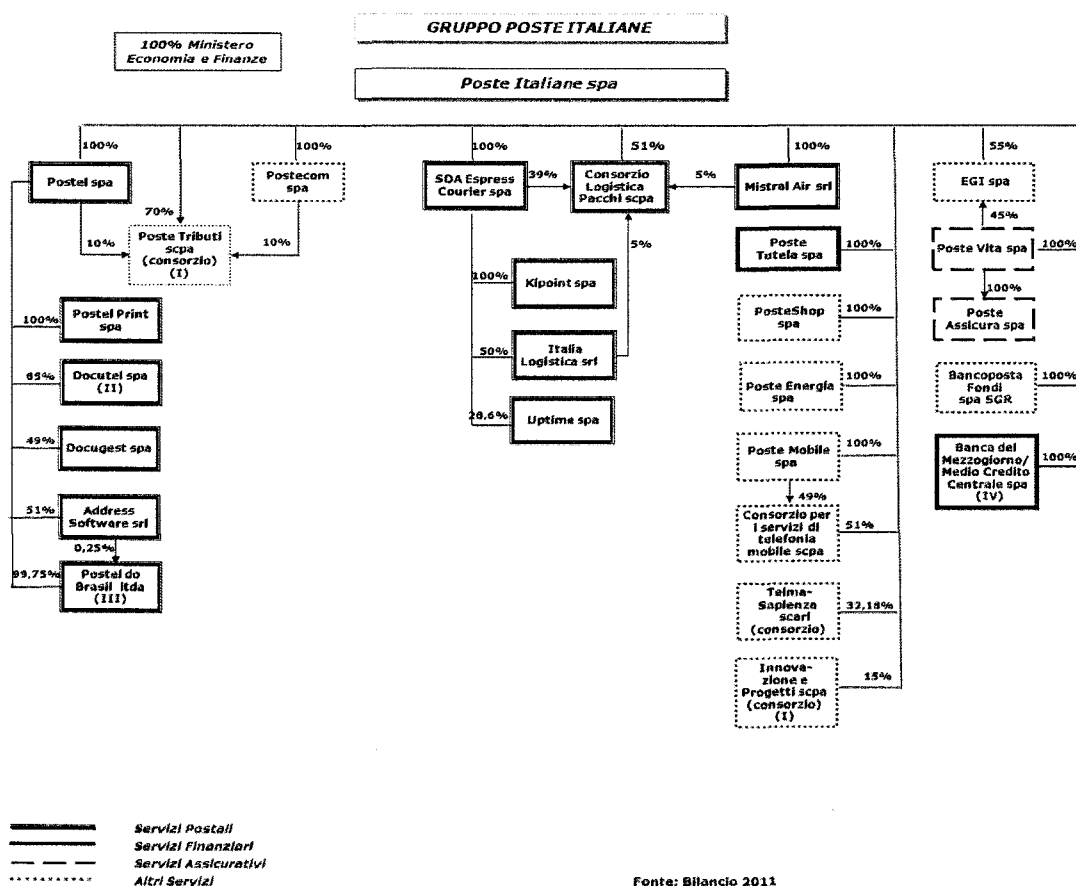 GRUPPO POSTE ITALIANE
100% Ministero
Economia e Finanze
Poste Italiane spa
100%
100%
100%
51%
100%
55%
Postel spa
Postecom
spa
SDA Espress
Courier spa
39%
Consorzio
Logistica
Pacchi scpa
5%
Mistral Air srl
EGI spa
70%
10%
Poste Tributi
scpa
(consorzio)
(I)
10%
5%
45%
Poste
Tutela spa
100%
Poste Vita spa
100%
100%
Kipoint spa
100%
Postel Print
spa
100%
PosteShop
spa
100%
Poste
Assicura spa
50%
Italia
Logistica srl
65%
Docutel spa
(II)
Poste Energia
spa
100%
Bancoposta
Fondi
spa SGR
100%
28,6%
Uptime spa
49%
Docugest spa
Poste Mobile
spa
100%
Banca del
Mezzogiorno/
Medio Credito
Centrale spa
(IV)
100%
49%
51%
Address
Software srl
Consorzio per
i servizi di
telefonia
mobile scpa
51%
0,25%
99,75%
Postel do
Brasil ltda
(III)
Telma-
Sapienza
scarl
(consorzio)
32,18%
Innova-
zione e
Progetti scpa
(consorzio)
(I)
15%
Servizi Postali
Servizi Finanziari
Servizi Assicurativi
Altri Servizi
Fonte: Bilancio 2011